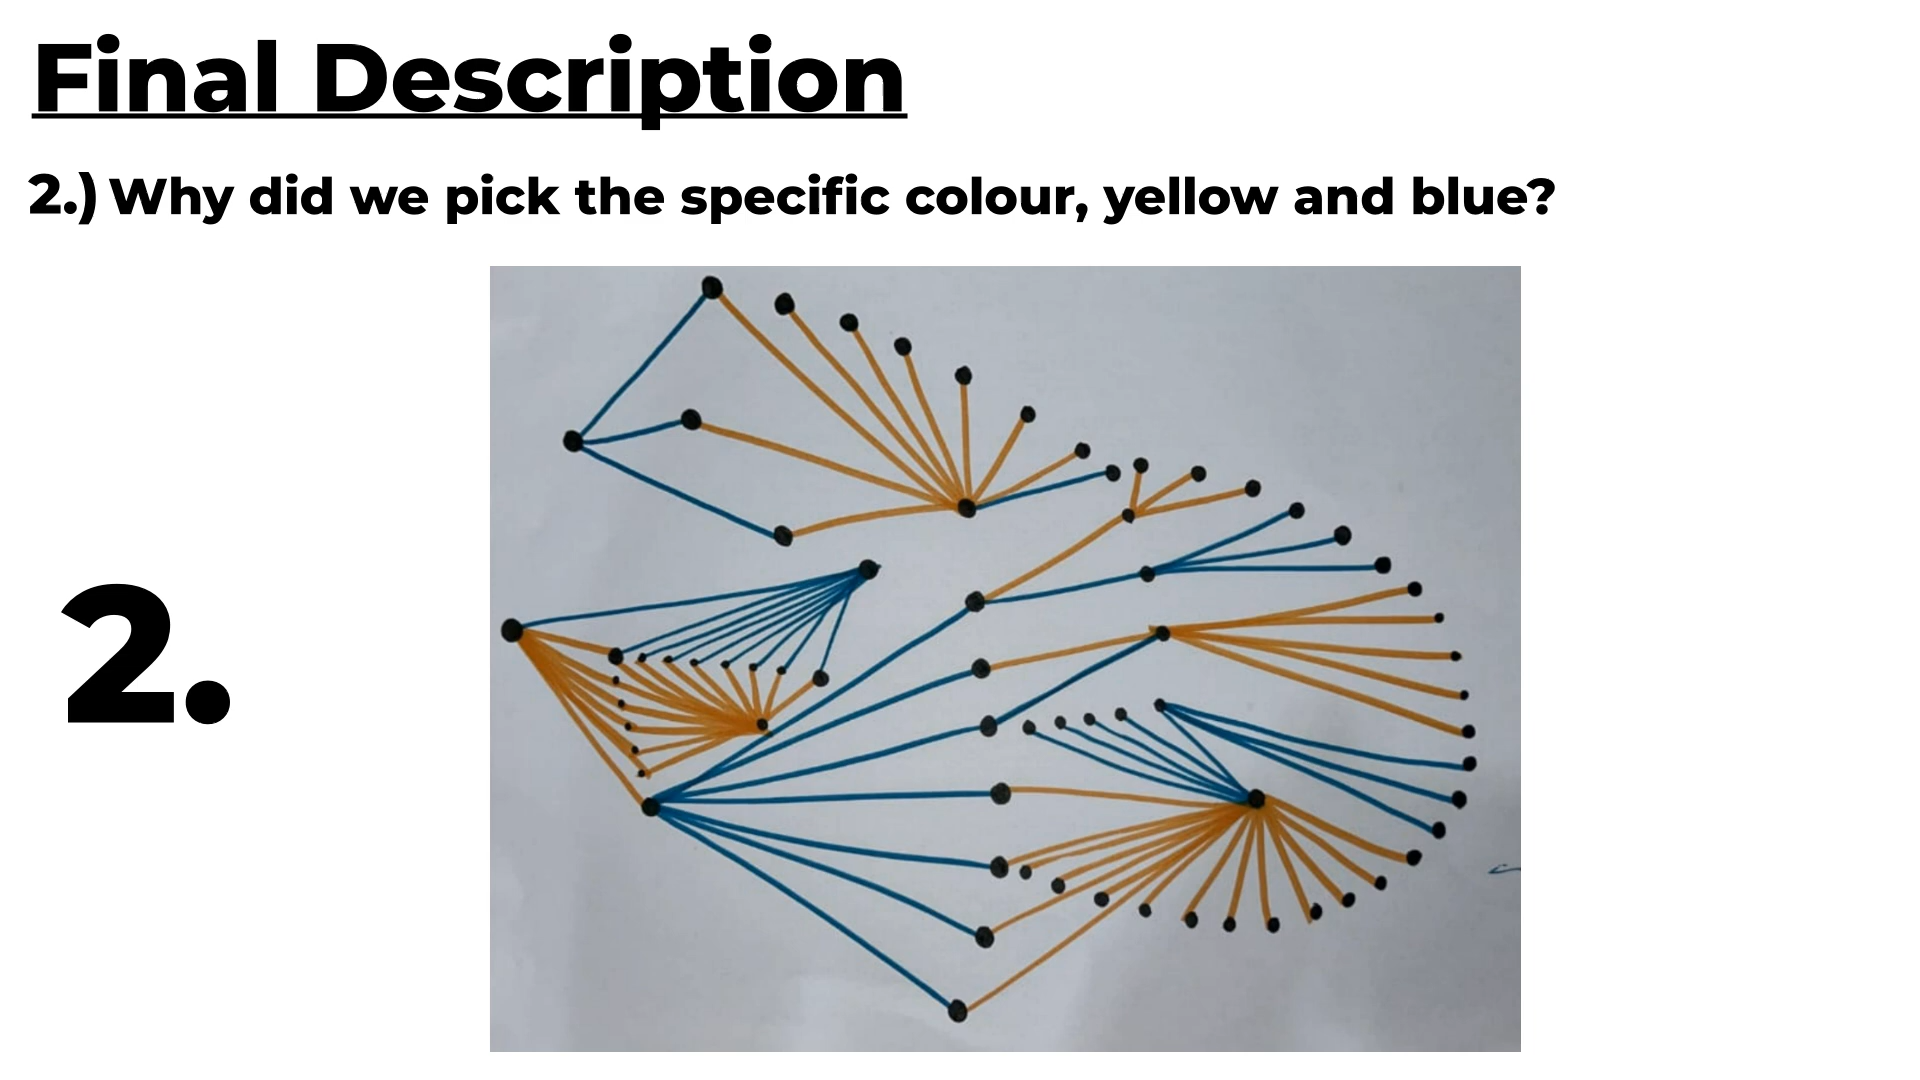 Final Description
2.) Why did we pick the specific colour, yellow and blue?
2.